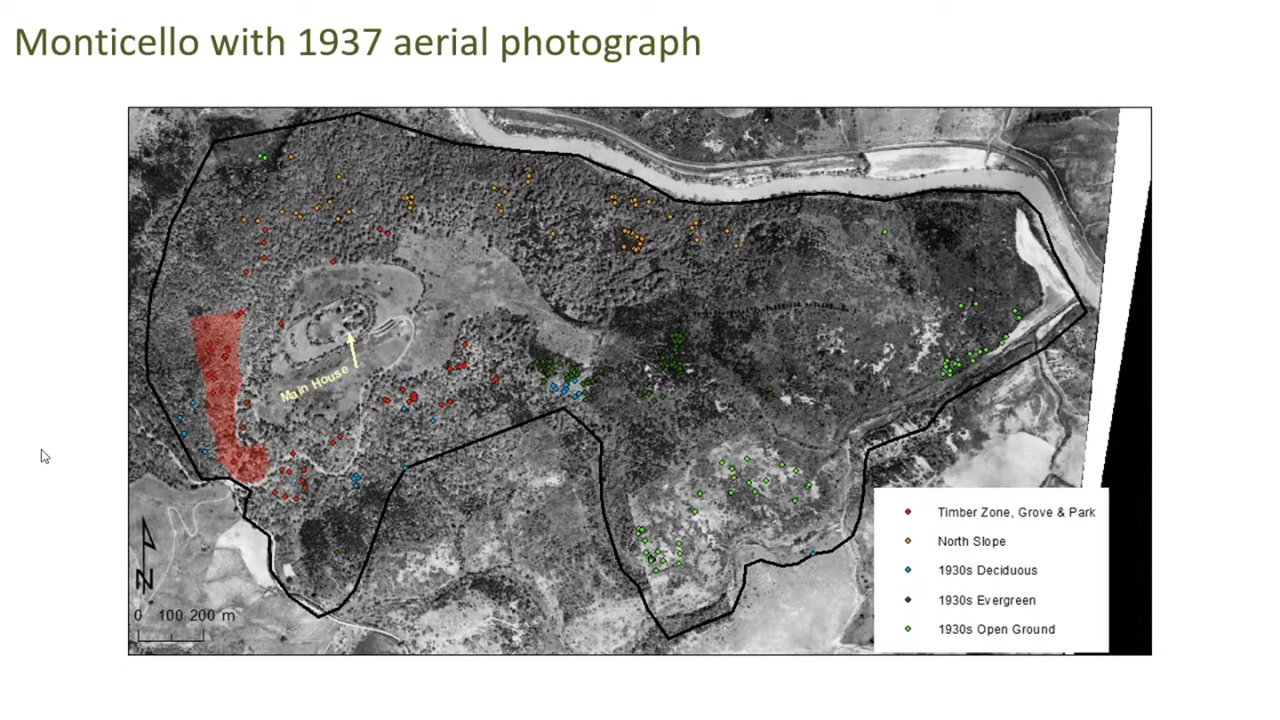 Monticello with 1937 aerial photograph
Main House
N
0 100 200 m
Timber Zone, Grove & Park
North Slope
1930s Deciduous
1930s Evergreen
1930s Open Ground